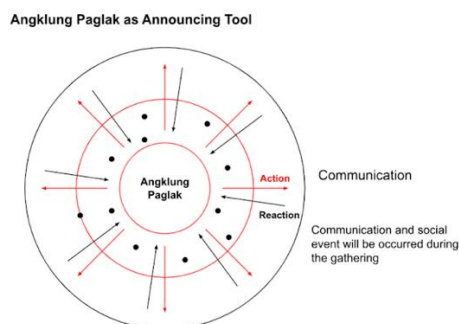 Angklung Paglak as Announcing Tool
Angklung
Paglak
Action
Communication
Reaction
Communication and social
event will be occurred during
the gathering